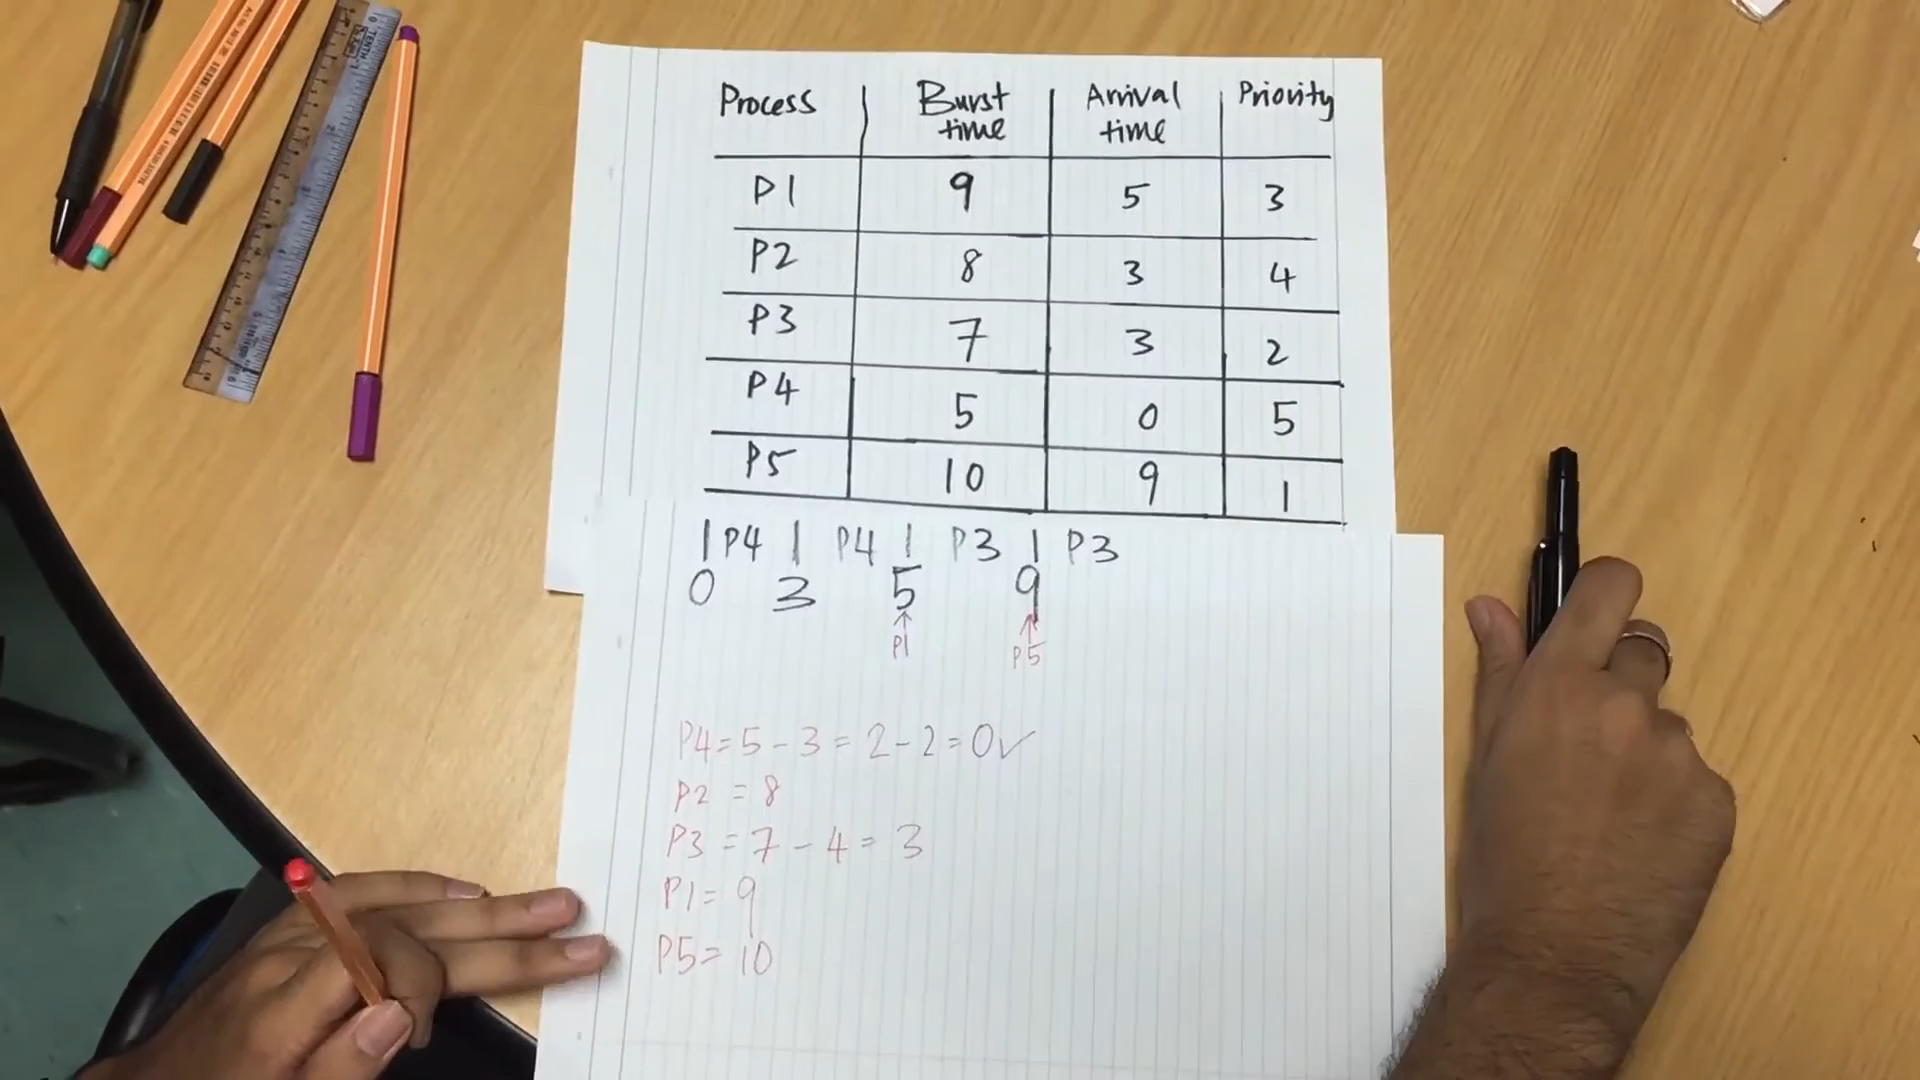 Process Burst time Arrival time Priority
P1 9 5 3
P2 8 3 4
P3 7 3 2
P4 5 0 5
P5 10 9 1
| P4 | P4 | P3 | P3
0 3 5 9
↑ ↑
P1 P5
P4 = 5 - 3 = 2 - 2 = 0✓
P2 = 8
P3 = 7 - 4 = 3
P1 = 9
P5 = 10